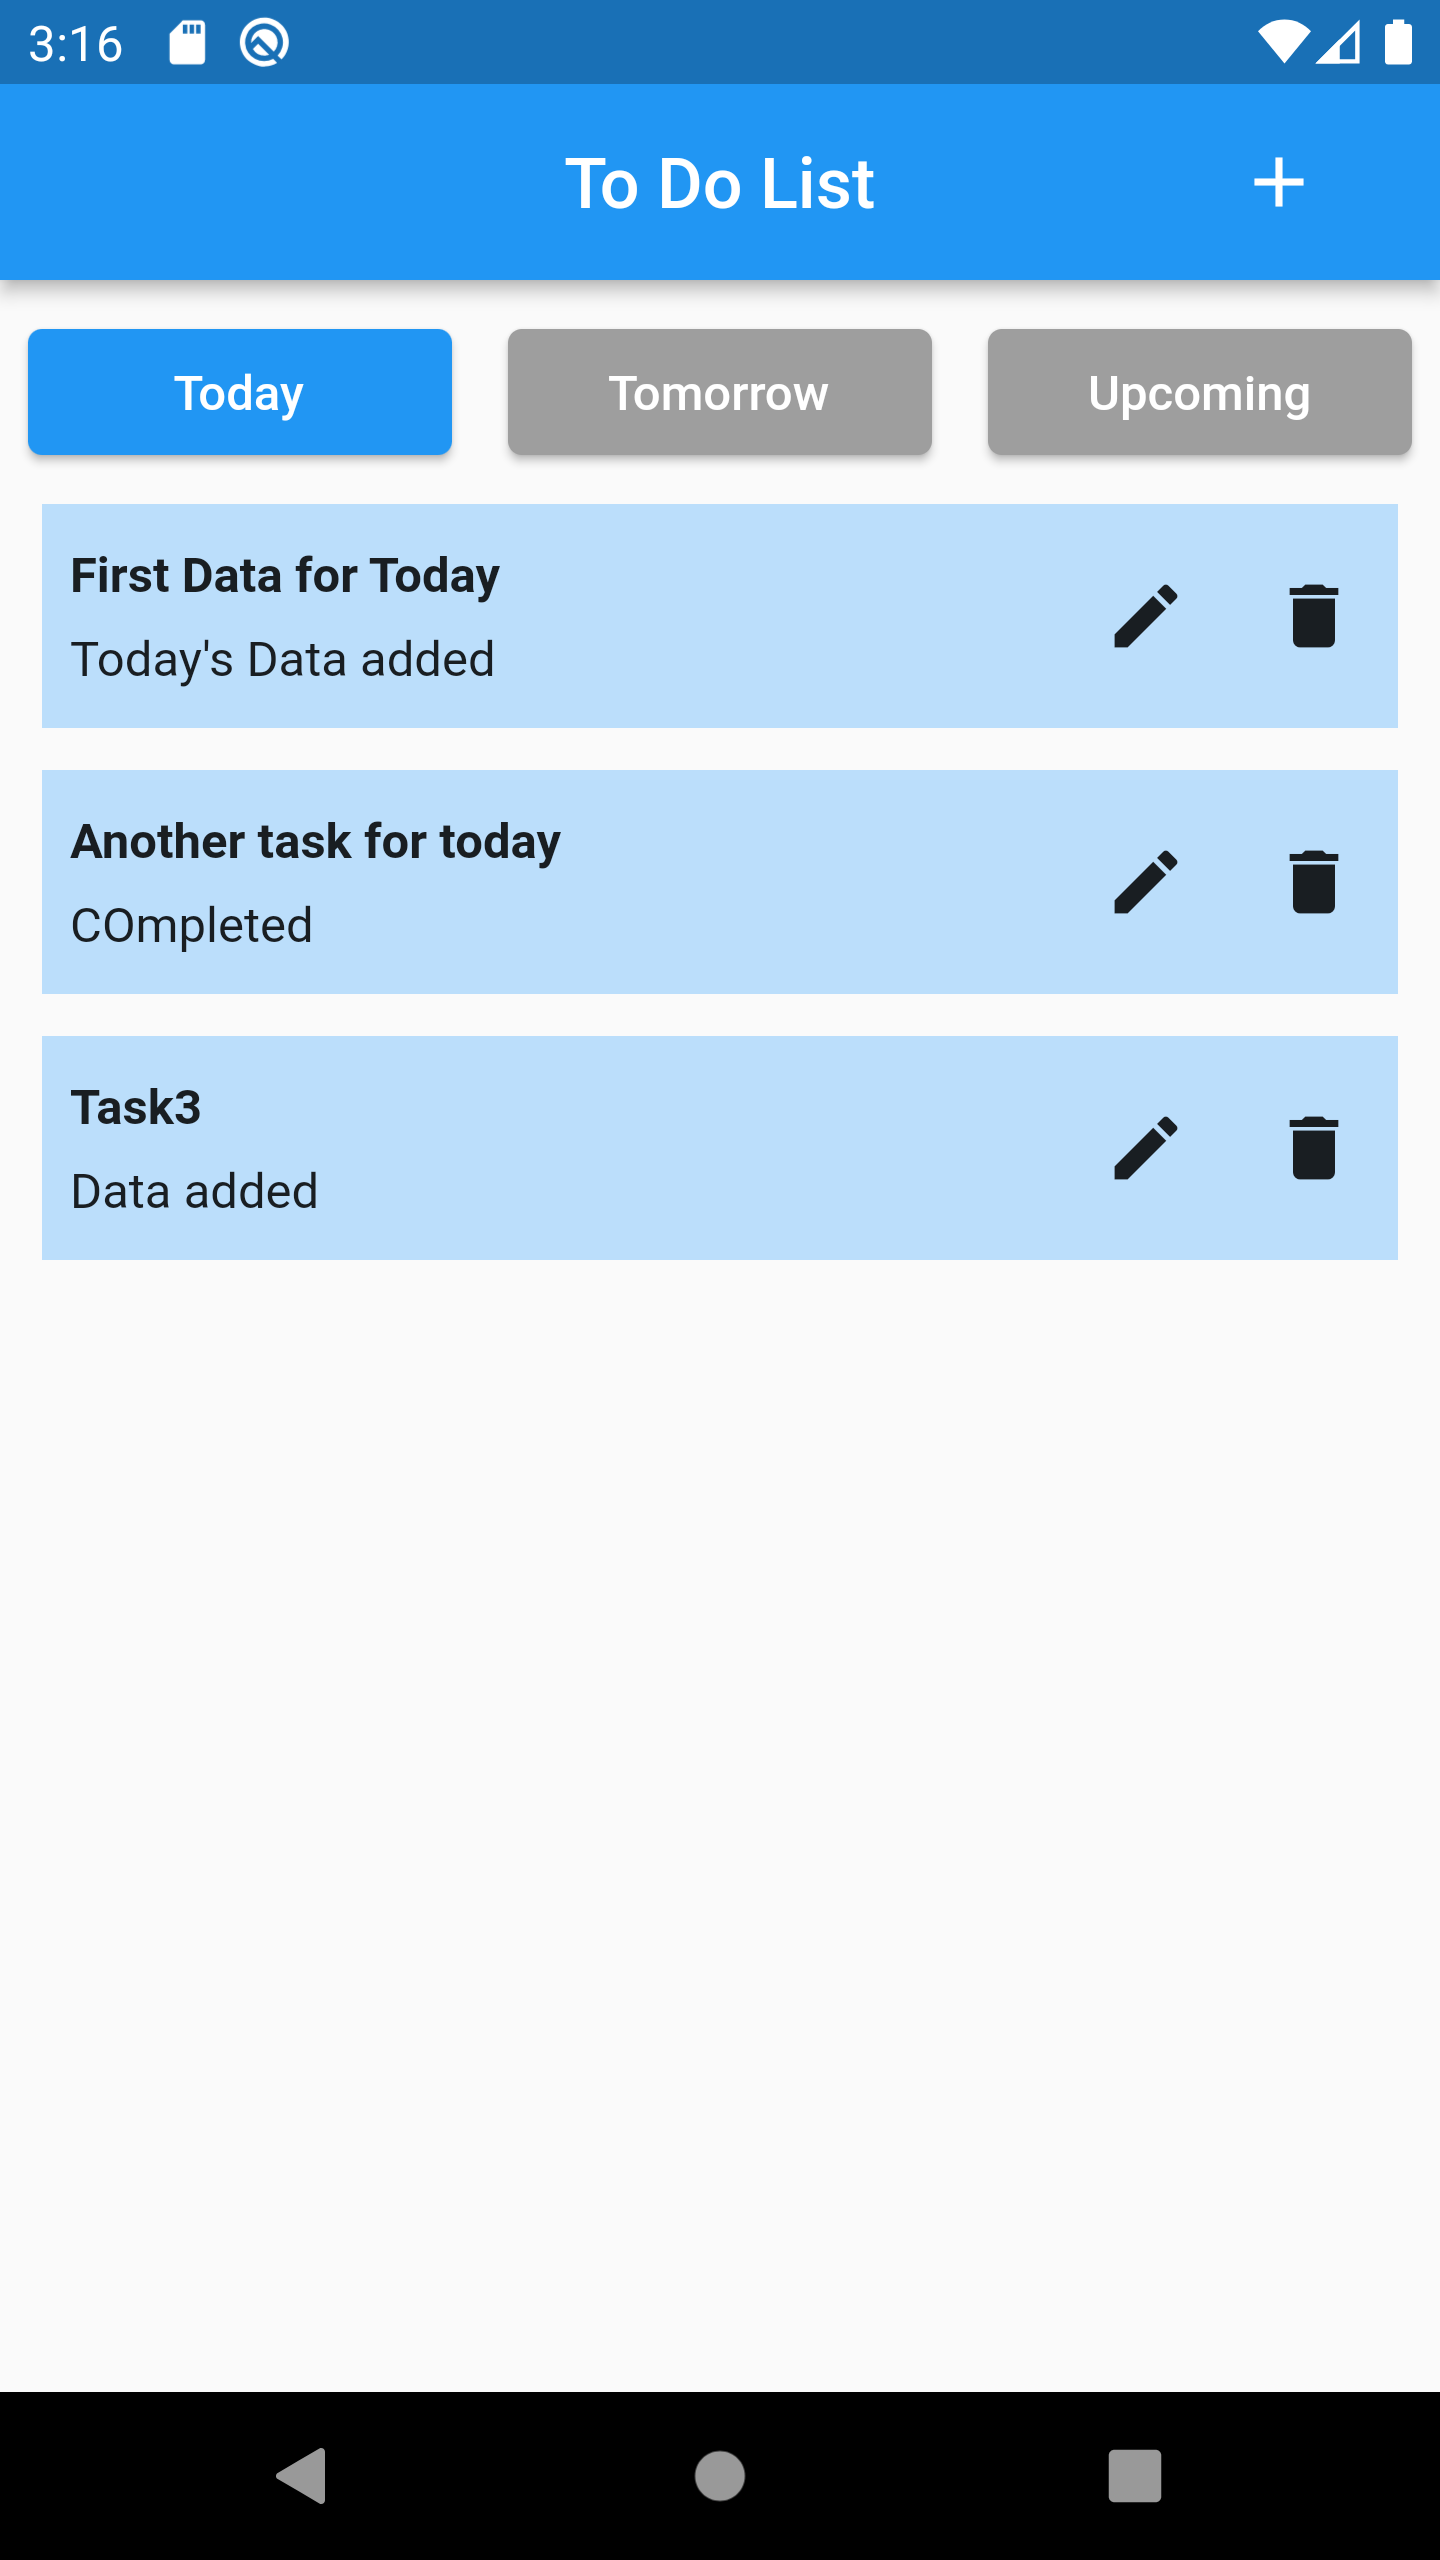 3:16
To Do List
Today
Tomorrow
Upcoming
First Data for Today
Today's Data added
Another task for today
COmpleted
Task3
Data added